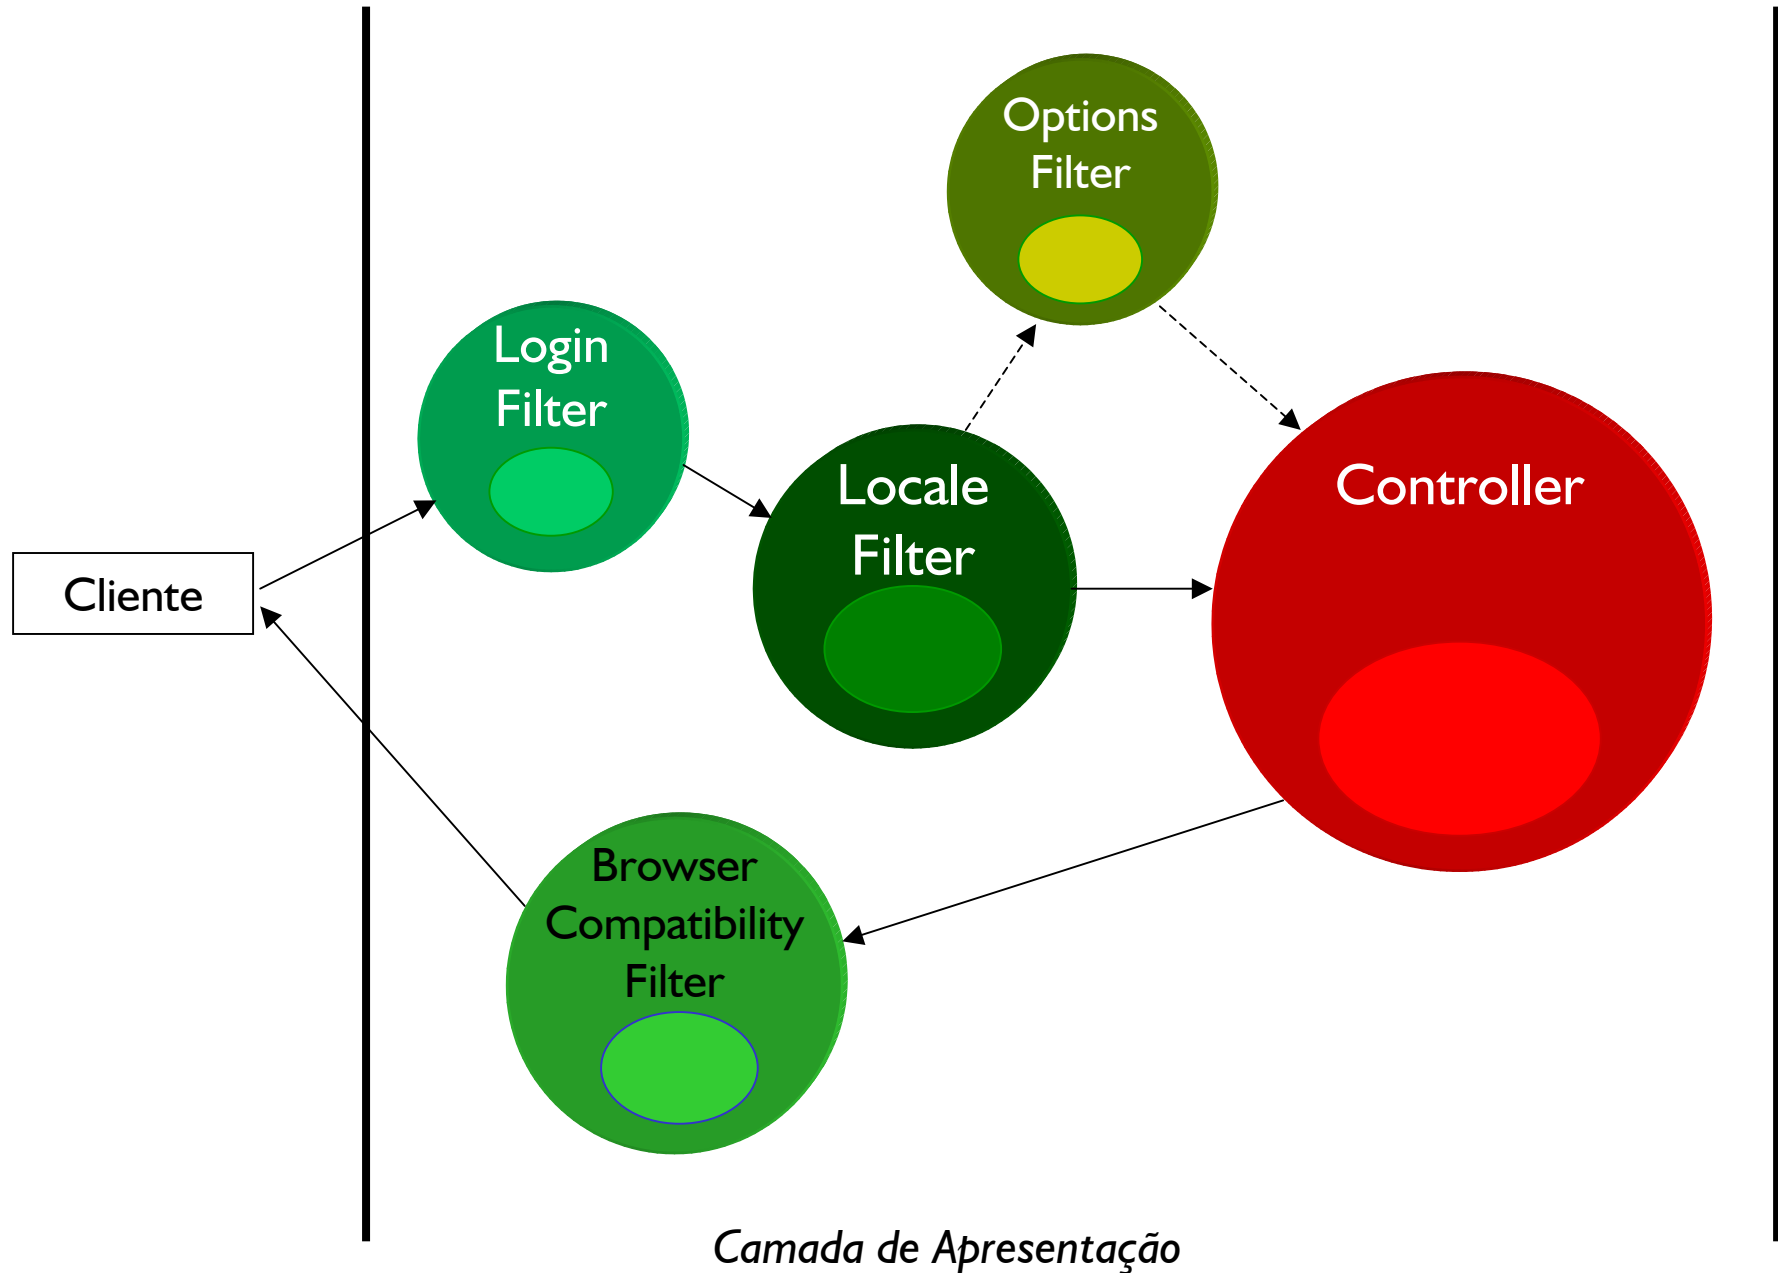 Options
Filter
Login
Filter
Locale
Filter
Controller
Cliente
Browser
Compatibility
Filter
Camada de Apresentação